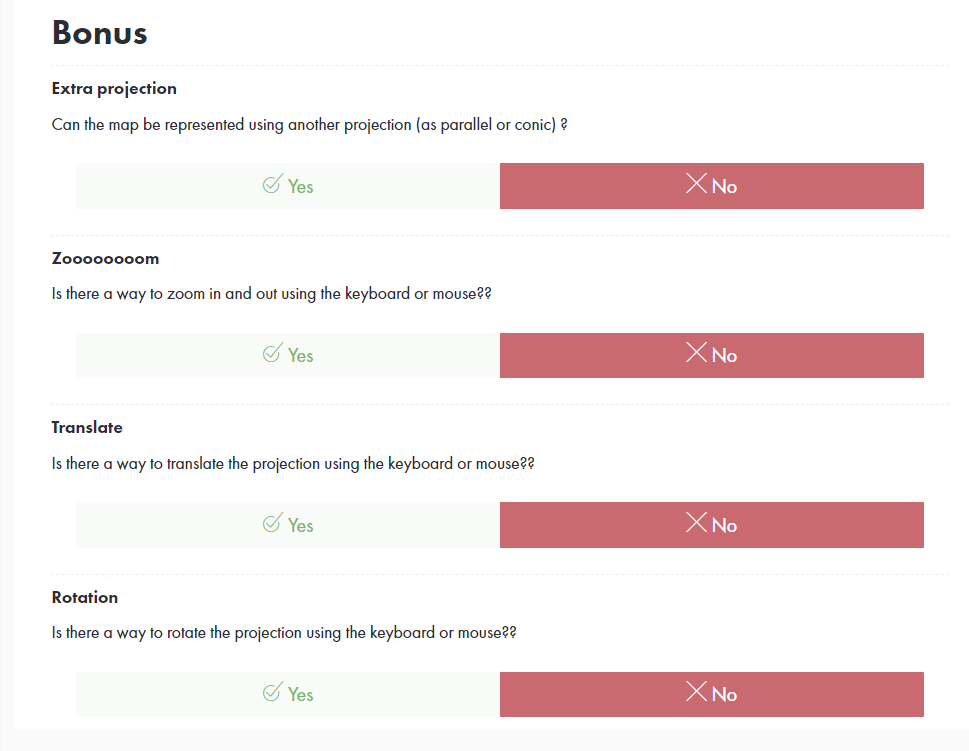 Bonus
Extra projection
Can the map be represented using another projection (as parallel or conic) ?
Yes
No
Zoooooooom
Is there a way to zoom in and out using the keyboard or mouse??
Yes
No
Translate
Is there a way to translate the projection using the keyboard or mouse??
Yes
No
Rotation
Is there a way to rotate the projection using the keyboard or mouse??
Yes
No